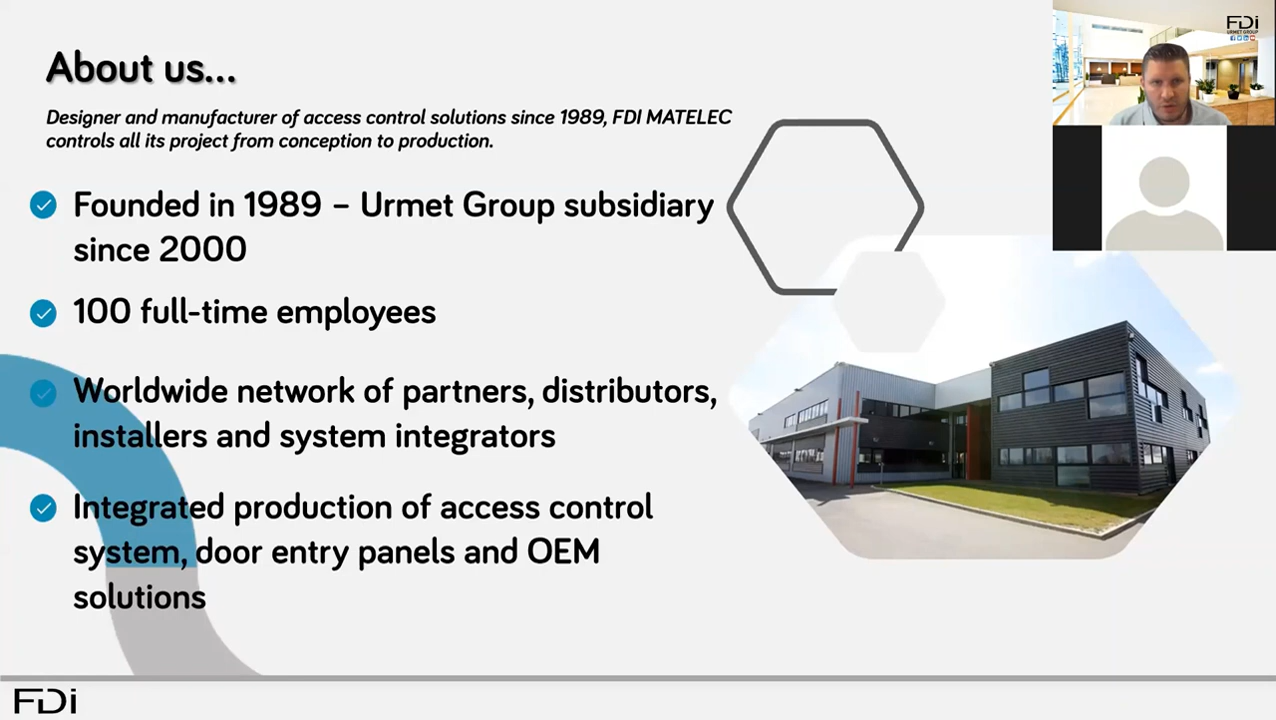 About us...
Designer and manufacturer of access control solutions since 1989, FDI MATELEC
controls all its project from conception to production.
Founded in 1989 – Urmet Group subsidiary
since 2000
100 full-time employees
Worldwide network of partners, distributors,
installers and system integrators
Integrated production of access control
system, door entry panels and OEM
solutions
FDi
URMET GROUP
FDi